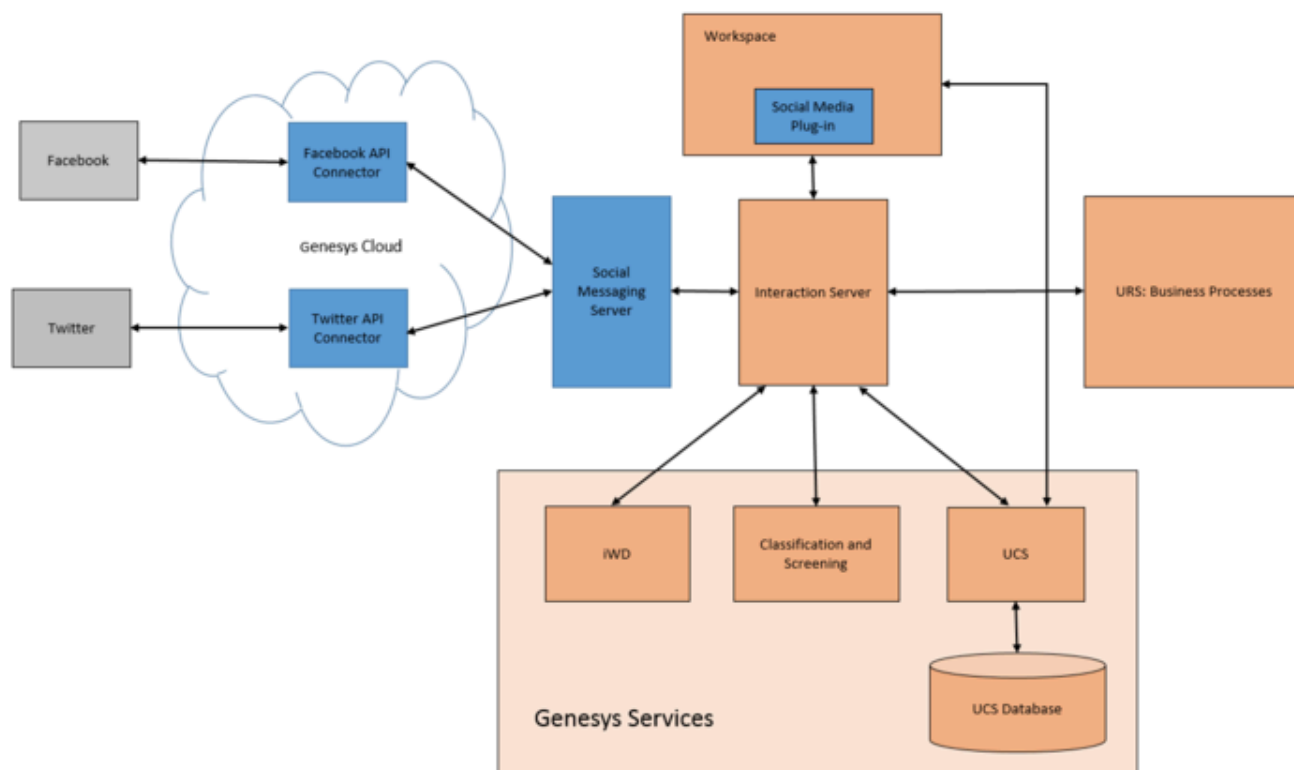 Workspace
Social Media
Plug-in
Facebook
Facebook API
Connector
Genesys Cloud
Social
Messaging
Server
Interaction Server
URS: Business Processes
Twitter
Twitter API
Connector
iWD
Classification and
Screening
UCS
UCS Database
Genesys Services